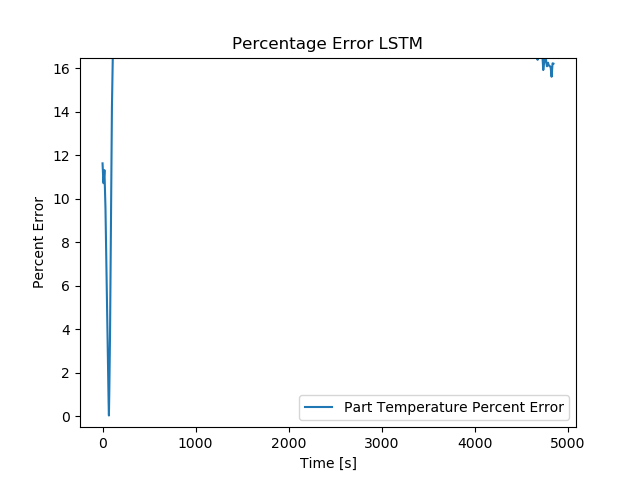 Percentage Error LSTM
Percent Error
16
14
12
10
8
6
4
2
0
Part Temperature Percent Error
0 1000 2000 3000 4000 5000
Time [s]